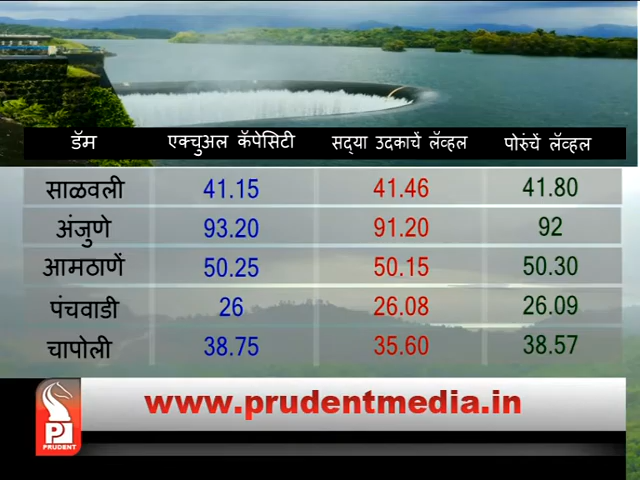 डॅम एक्चुअल कॅपेसिटी सद्या उदकाचें लॅव्हल पोरुंचें लॅव्हल
साळवली 41.15 41.46 41.80
अंजुणे 93.20 91.20 92
आमठाणें 50.25 50.15 50.30
पंचवाडी 26 26.08 26.09
चापोली 38.75 35.60 38.57
www.prudentmedia.in
PRUDENT